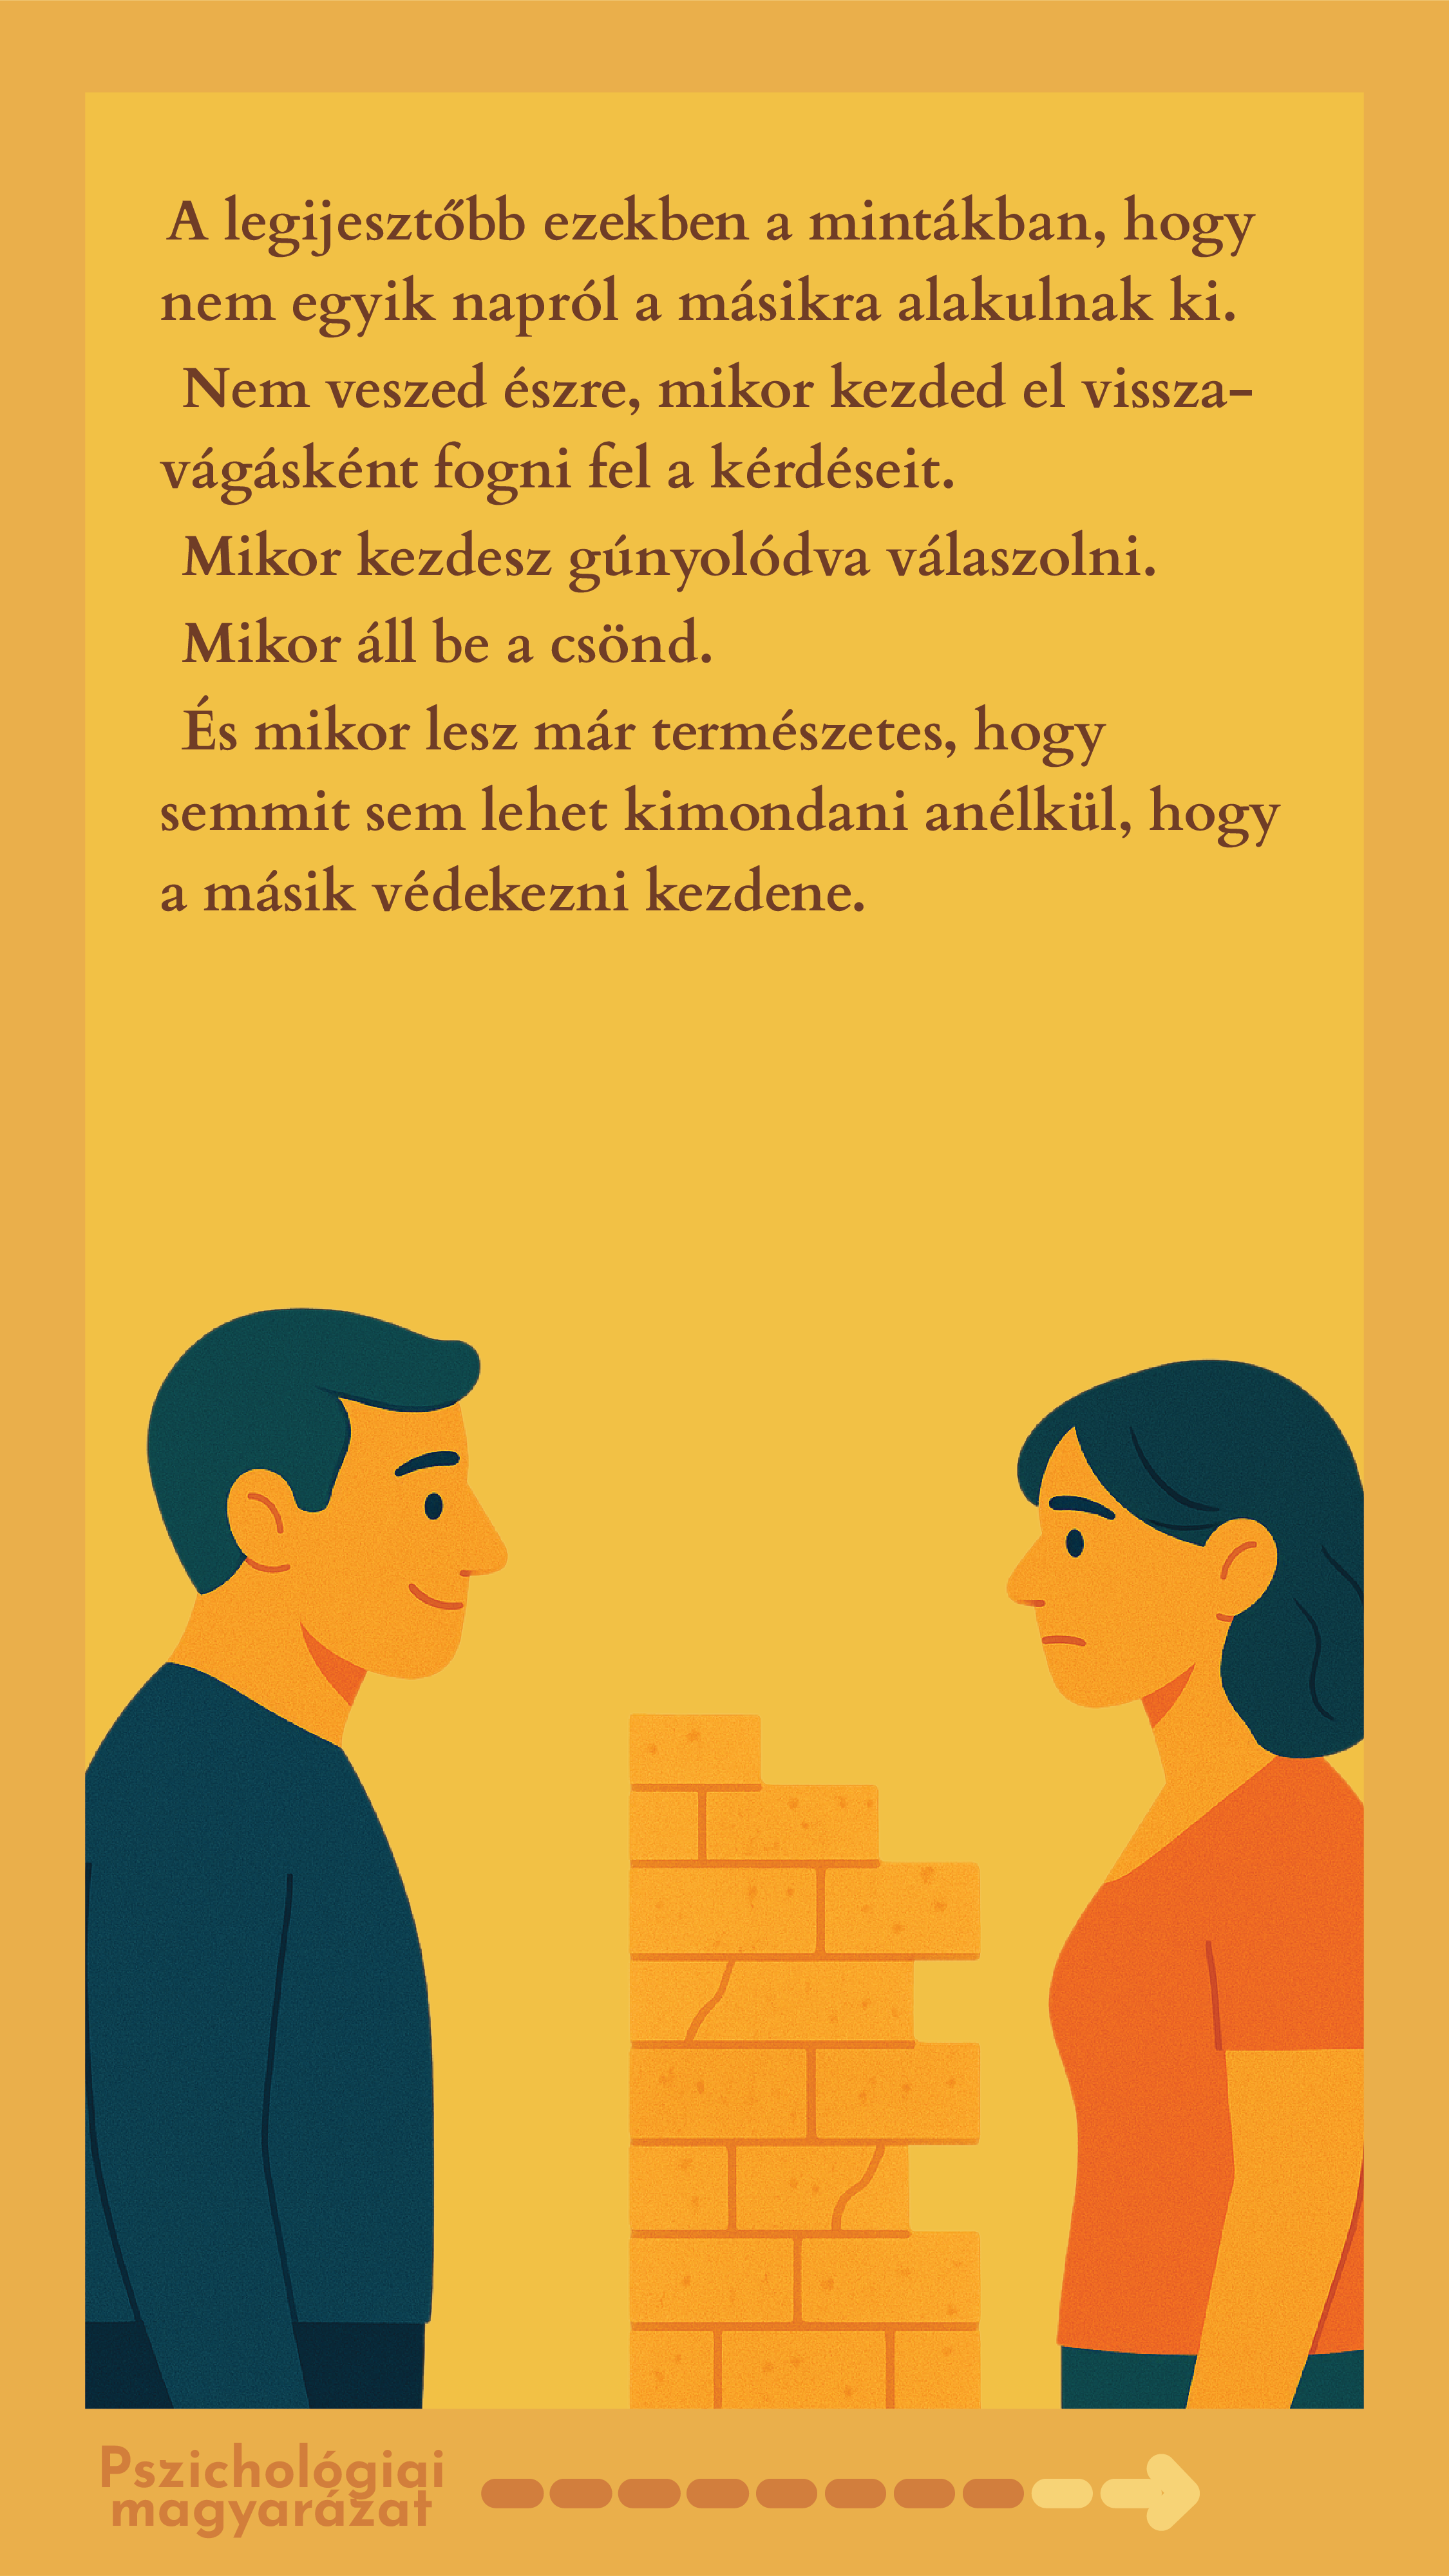 A legijesztőbb ezekben a mintákban, hogy
nem egyik napról a másikra alakulnak ki.
Nem veszed észre, mikor kezded el vissza-
vágásként fogni fel a kérdéseit.
Mikor kezdesz gúnyolódva válaszolni.
Mikor áll be a csönd.
És mikor lesz már természetes, hogy
semmit sem lehet kimondani anélkül, hogy
a másik védekezni kezdene.
Pszichológiai
magyarázat